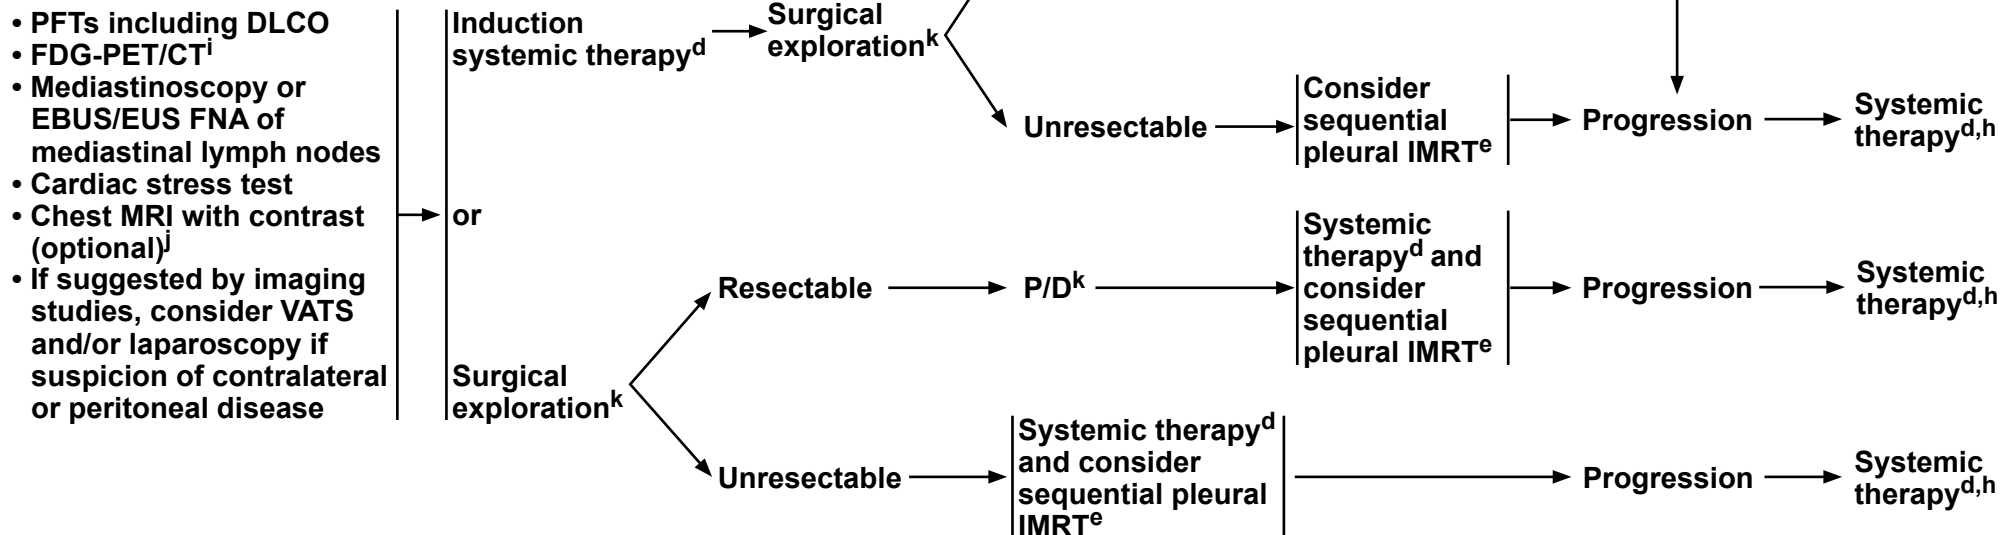 • PFTs including DLCO
• FDG-PET/CTi
• Mediastinoscopy or
EBUS/EUS FNA of
mediastinal lymph nodes
• Cardiac stress test
• Chest MRI with contrast
(optional)j
• If suggested by imaging
studies, consider VATS
and/or laparoscopy if
suspicion of contralateral
or peritoneal disease
Induction
systemic therapyd
or
Surgical
explorationk
Surgical
explorationk
Unresectable
Consider
sequential
pleural IMRTe
Progression
Systemic
therapyd,h
Resectable
P/Dk
Systemic
therapyd and
consider
sequential
pleural IMRTe
Progression
Systemic
therapyd,h
Unresectable
Systemic therapyd
and consider
sequential pleural
IMRTe
Progression
Systemic
therapyd,h